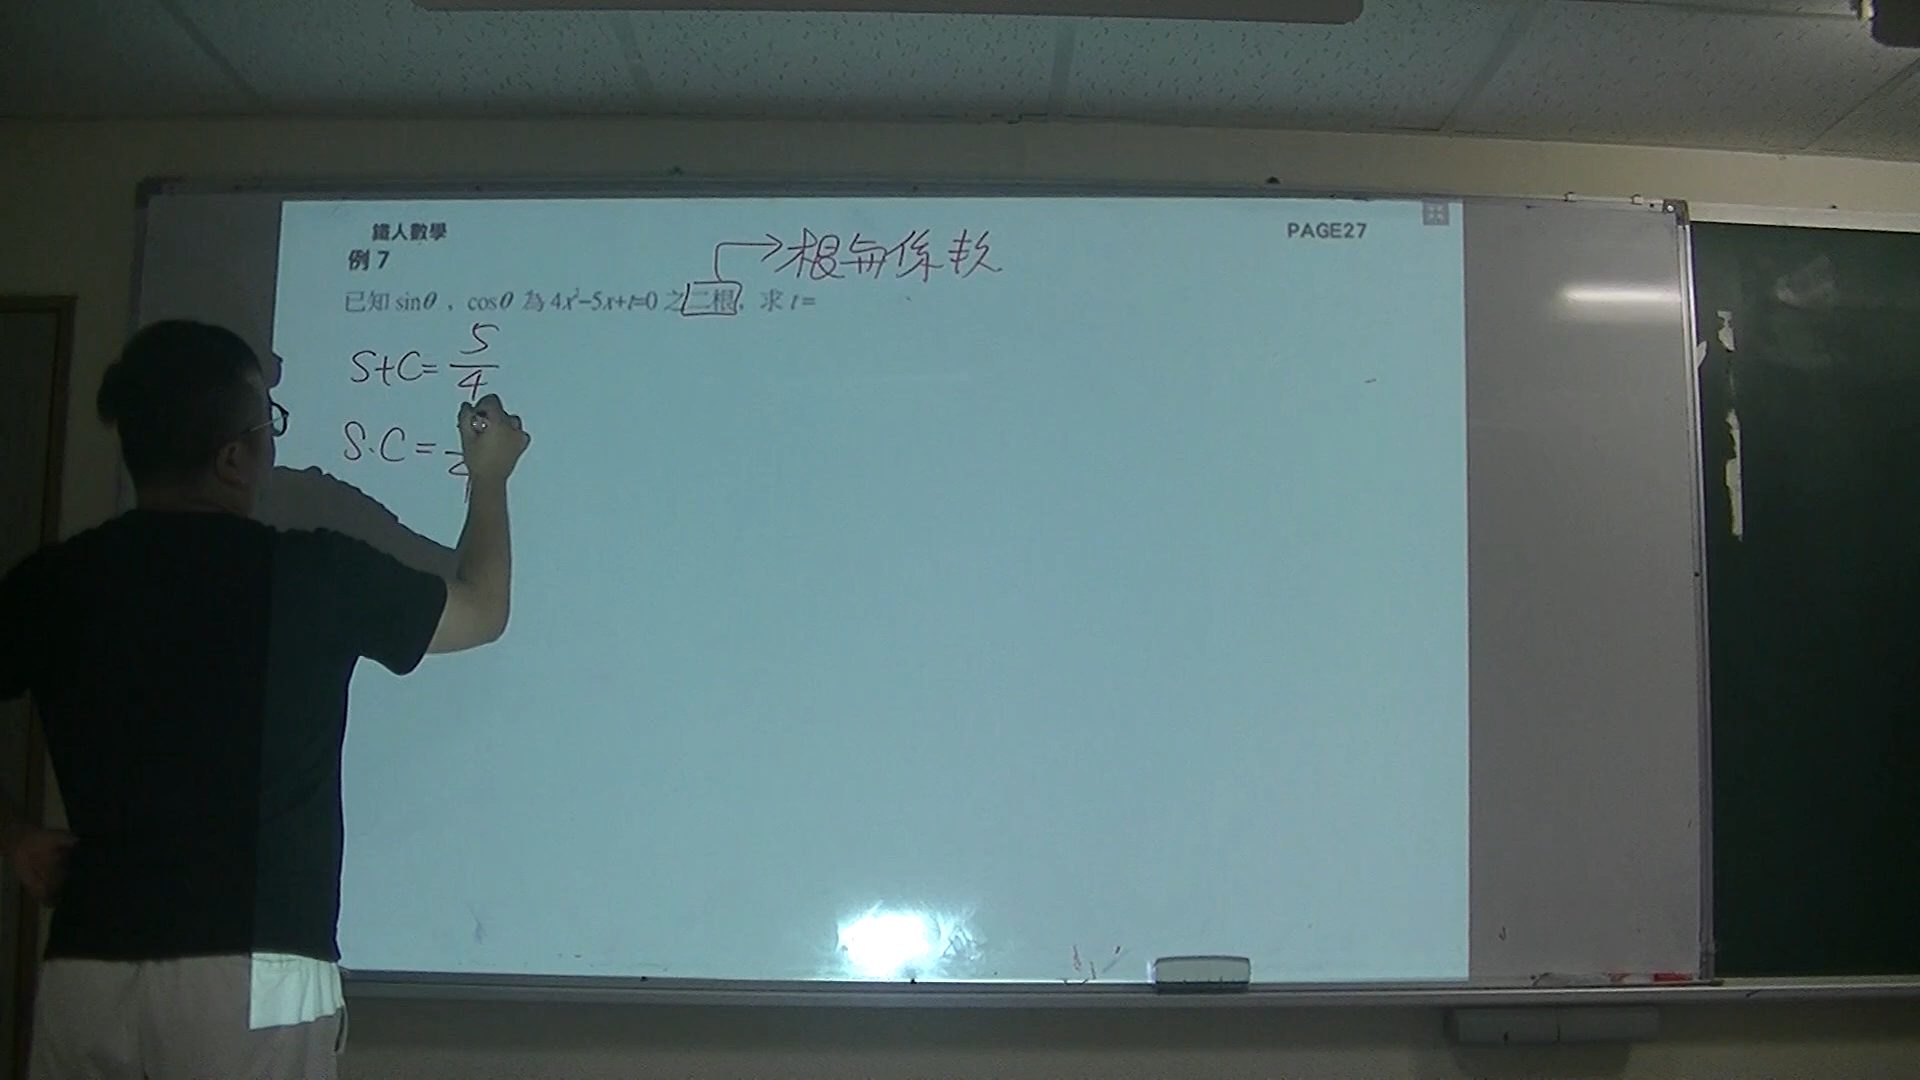 鐵人數學
PAGE27
例 7
→根與係數
已知 sinθ，cosθ 為 4x²−5x+t=0 之二根，求 t=
S+C= 5/4
S·C=